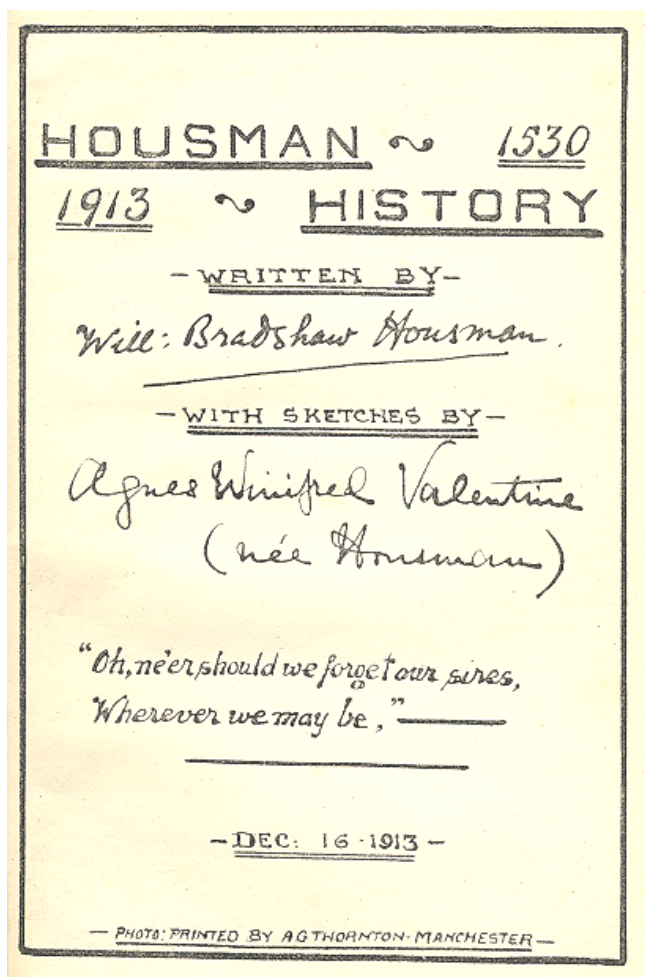 HOUSMAN ~ 1530
1913 ~ HISTORY
- WRITTEN BY -
Will: Bradshaw Housman.
- WITH SKETCHES BY -
Agnes Winifred Valentine
(née Housman)
"Oh, ne'er should we forget our sires,
Wherever we may be,"——
- DEC: 16 · 1913 -
- PHOTO: PRINTED BY A G THORNTON · MANCHESTER -